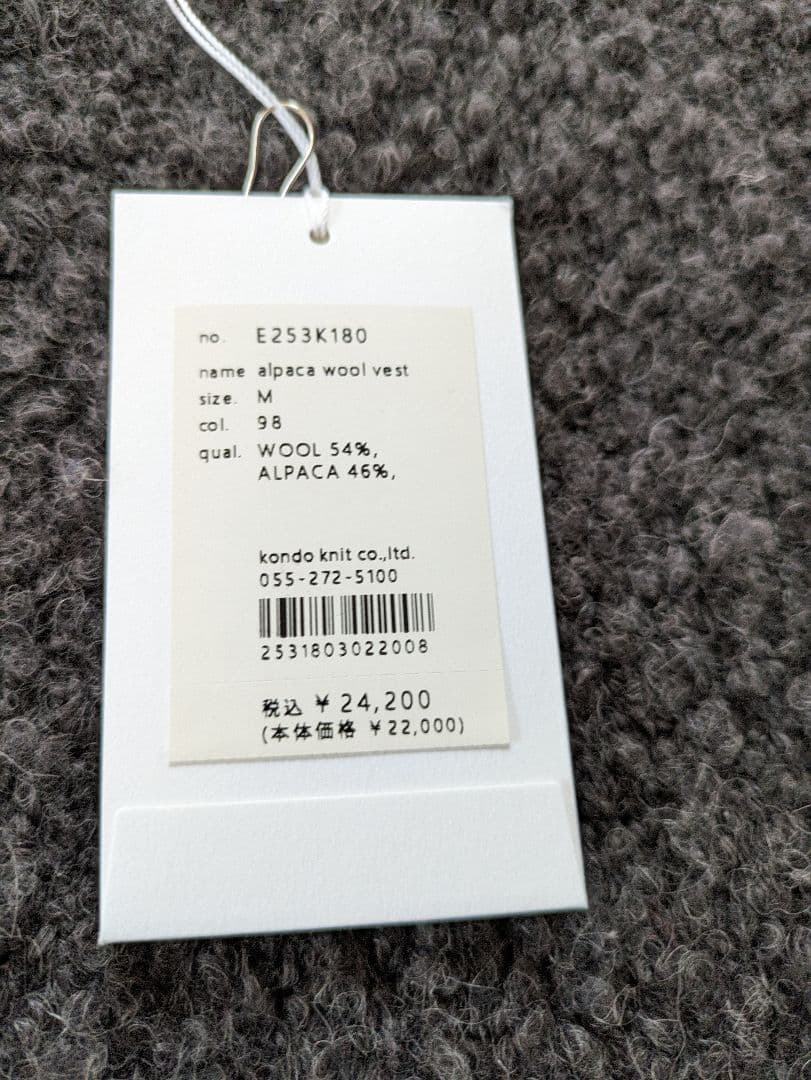 no. E253K180
name alpaca wool vest
size. M
col. 98
qual. WOOL 54%,
ALPACA 46%,
kondo knit co.,ltd.
055-272-5100
2531803022008
税込 ¥24,200
(本体価格 ¥22,000)